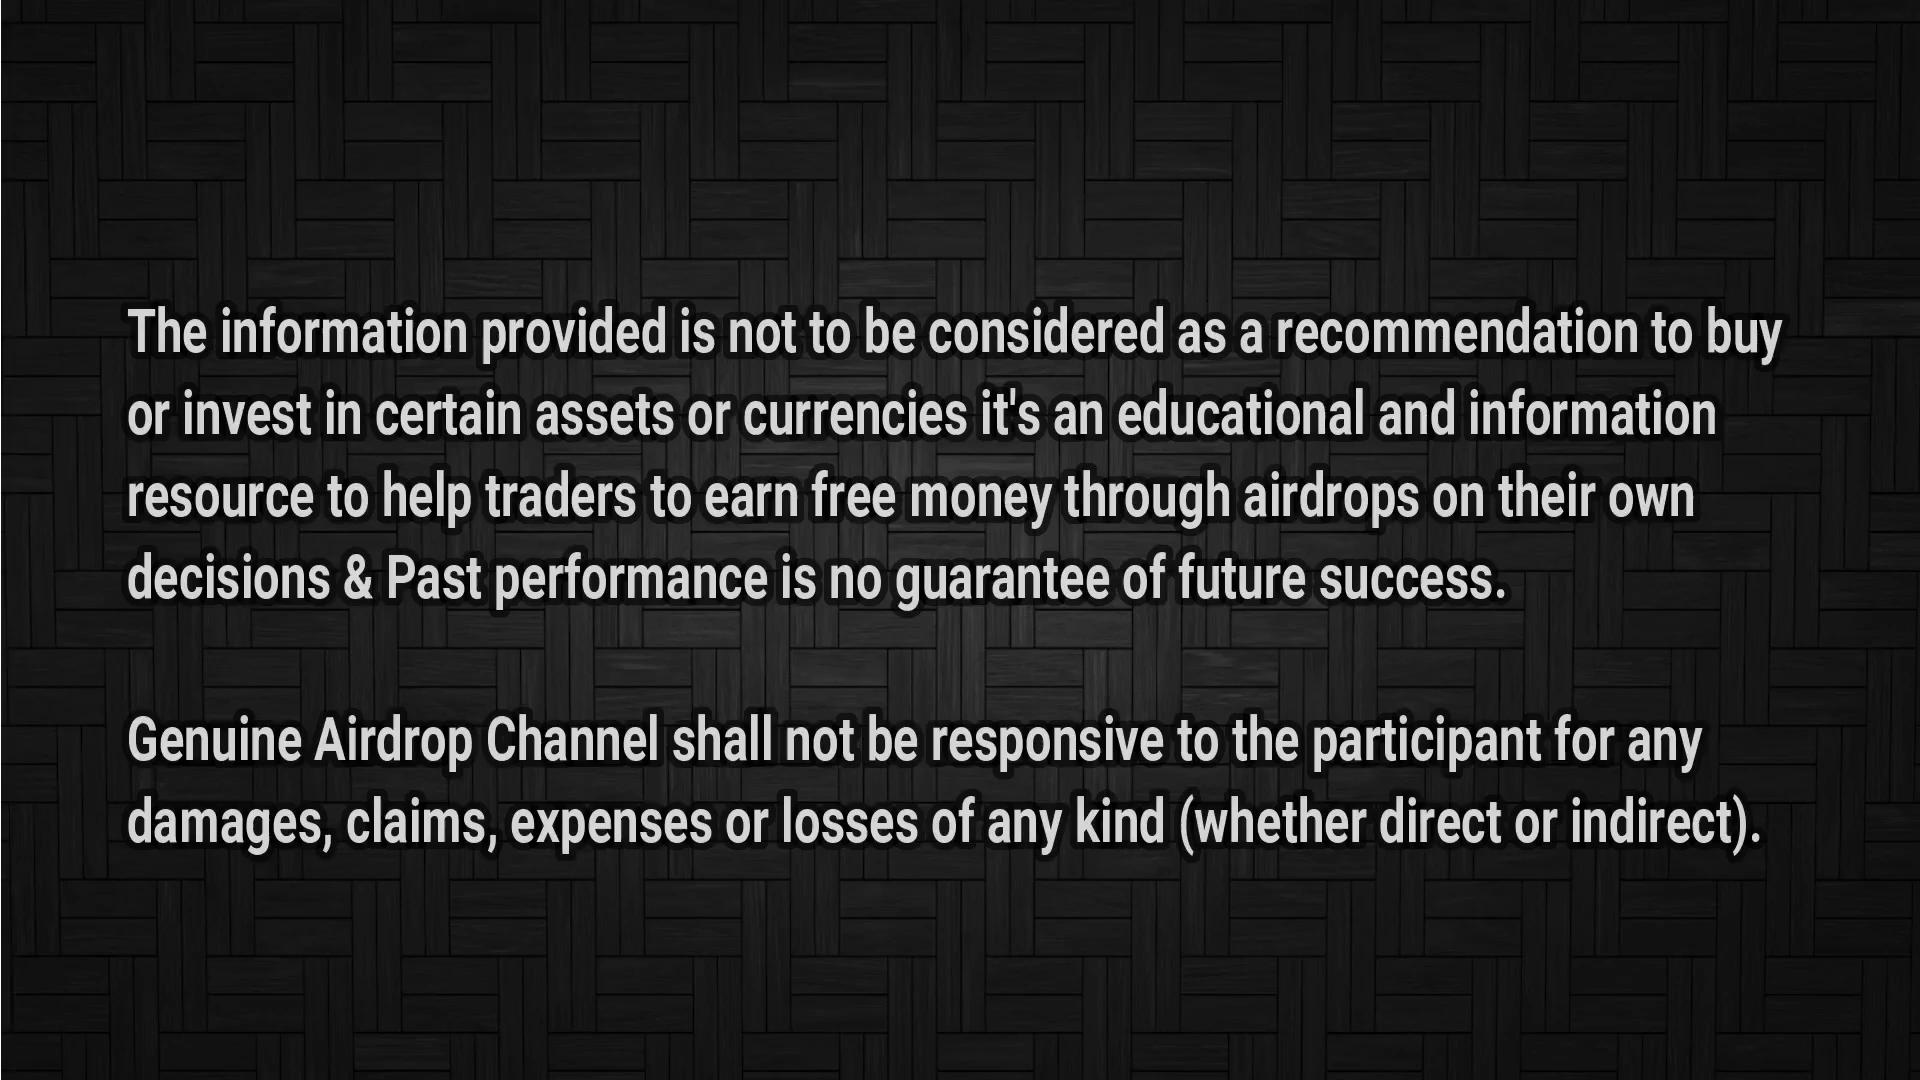 The information provided is not to be considered as a recommendation to buy
or invest in certain assets or currencies it's an educational and information
resource to help traders to earn free money through airdrops on their own
decisions & Past performance is no guarantee of future success.
Genuine Airdrop Channel shall not be responsive to the participant for any
damages, claims, expenses or losses of any kind (whether direct or indirect).